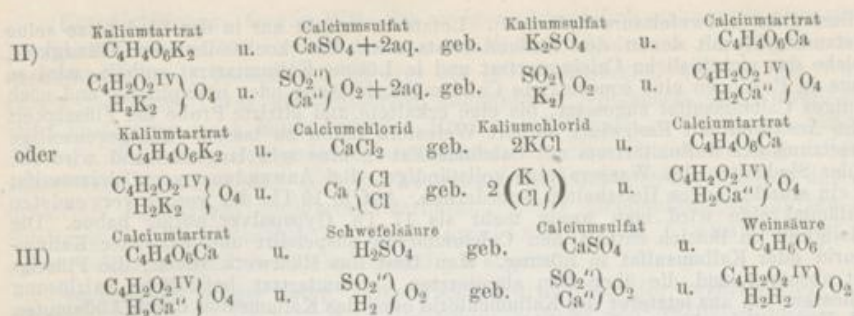 Kaliumtartrat Calciumsulfat Kaliumsulfat Calciumtartrat
II) C₄H₄O₆K₂ u. CaSO₄+2aq. geb. K₂SO₄ u. C₄H₄O₆Ca
C₄H₂O₂ᴵⱽ SO₂" SO₂ C₄H₂O₂ᴵⱽ
H₂K₂ } O₄ u. Ca" } O₂+2aq. geb. K₂ } O₂ u. H₂Ca" } O₄
Kaliumtartrat Calciumchlorid Kaliumchlorid Calciumtartrat
oder C₄H₄O₆K₂ u. CaCl₂ geb. 2KCl u. C₄H₄O₆Ca
C₄H₂O₂ᴵⱽ Cl K C₄H₂O₂ᴵⱽ
H₂K₂ } O₄ u. Ca { Cl geb. 2 ( Cl } ) u. H₂Ca" } O₄
Calciumtartrat Schwefelsäure Calciumsulfat Weinsäure
III) C₄H₄O₆Ca u. H₂SO₄ geb. CaSO₄ u. C₄H₆O₆
C₄H₂O₂ᴵⱽ SO₂" SO₂" C₄H₂O₂ᴵⱽ
H₂Ca" } O₄ u. H₂ } O₂ geb. Ca" } O₂ u. H₂H₂ } O₄